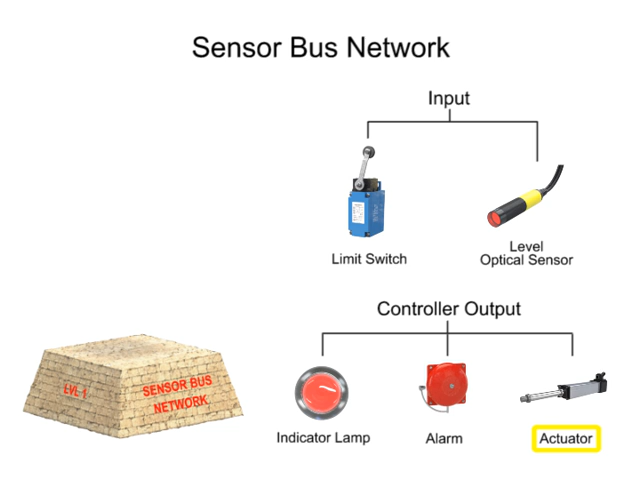 Sensor Bus Network
Input
Limit Switch
Level
Optical Sensor
Controller Output
LVL 1
SENSOR BUS
NETWORK
Indicator Lamp
Alarm
Actuator